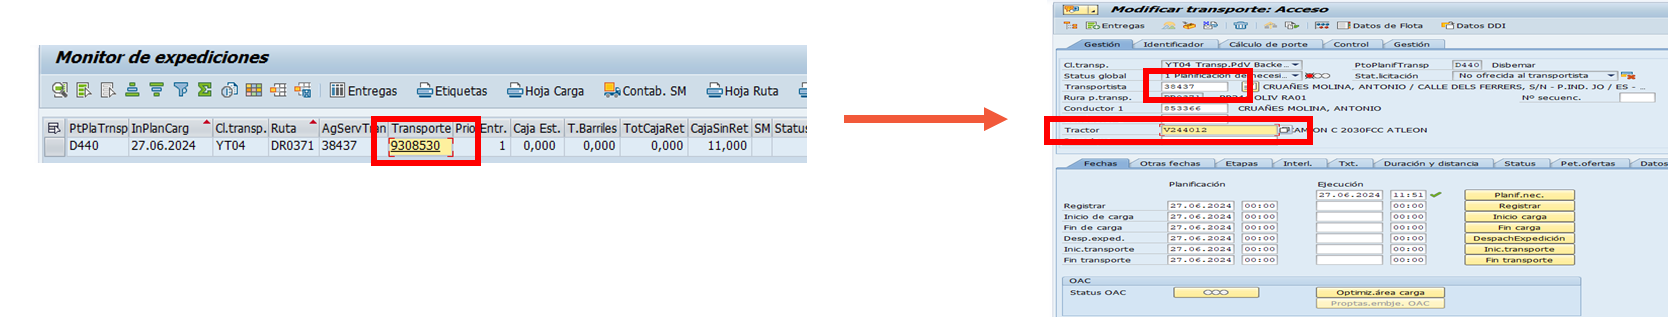 Monitor de expediciones
Entregas Etiquetas Hoja Carga Contab. SM Hoja Ruta
PtPlaTrnsp InPlanCarg Cl.transp. Ruta AgServTran Transporte Prio Entr. Caja Est. T.Barriles TotCajaRet CajaSinRet SM Status
D440 27.06.2024 YT04 DR0371 38437 9308530 1 0,000 0,000 0,000 11,000
Modificar transporte: Acceso
Entregas Datos de Flota Datos DDI
Gestión Identificador Cálculo de porte Control Gestión
Cl.transp. YT04 Transp.PdV Backe... PtoPlanifTransp D440 Disbemar
Status global 1 Planificación de necesi... Stat.licitación No ofrecida al transportista
Transportista 38437 CRUAÑES MOLINA, ANTONIO / CALLE DELS FERRERS, S/N - P.IND. JO / ES - ...
Rura p.transp. DR0371 OLIV RA01 Nº secuenc.
Conductor 1 853366 CRUAÑES MOLINA, ANTONIO
Tractor V244012 AMION C 2030FCC ATLEON
Fechas Otras fechas Etapas Interl. Txt. Duración y distancia Status Pet.ofertas Datos
Planificación Ejecución
27.06.2024 11:51 Planif.nec.
Registrar 27.06.2024 00:00 00:00 Registrar
Inicio de carga 27.06.2024 00:00 00:00 Inicio carga
Fin de carga 27.06.2024 00:00 00:00 Fin carga
Desp.exped. 27.06.2024 00:00 00:00 DespachExpedición
Inic.transporte 27.06.2024 00:00 00:00 Inic.transporte
Fin transporte 27.06.2024 00:00 00:00 Fin transporte
OAC
Status OAC Optimiz.área carga
Proptas.embje. OAC